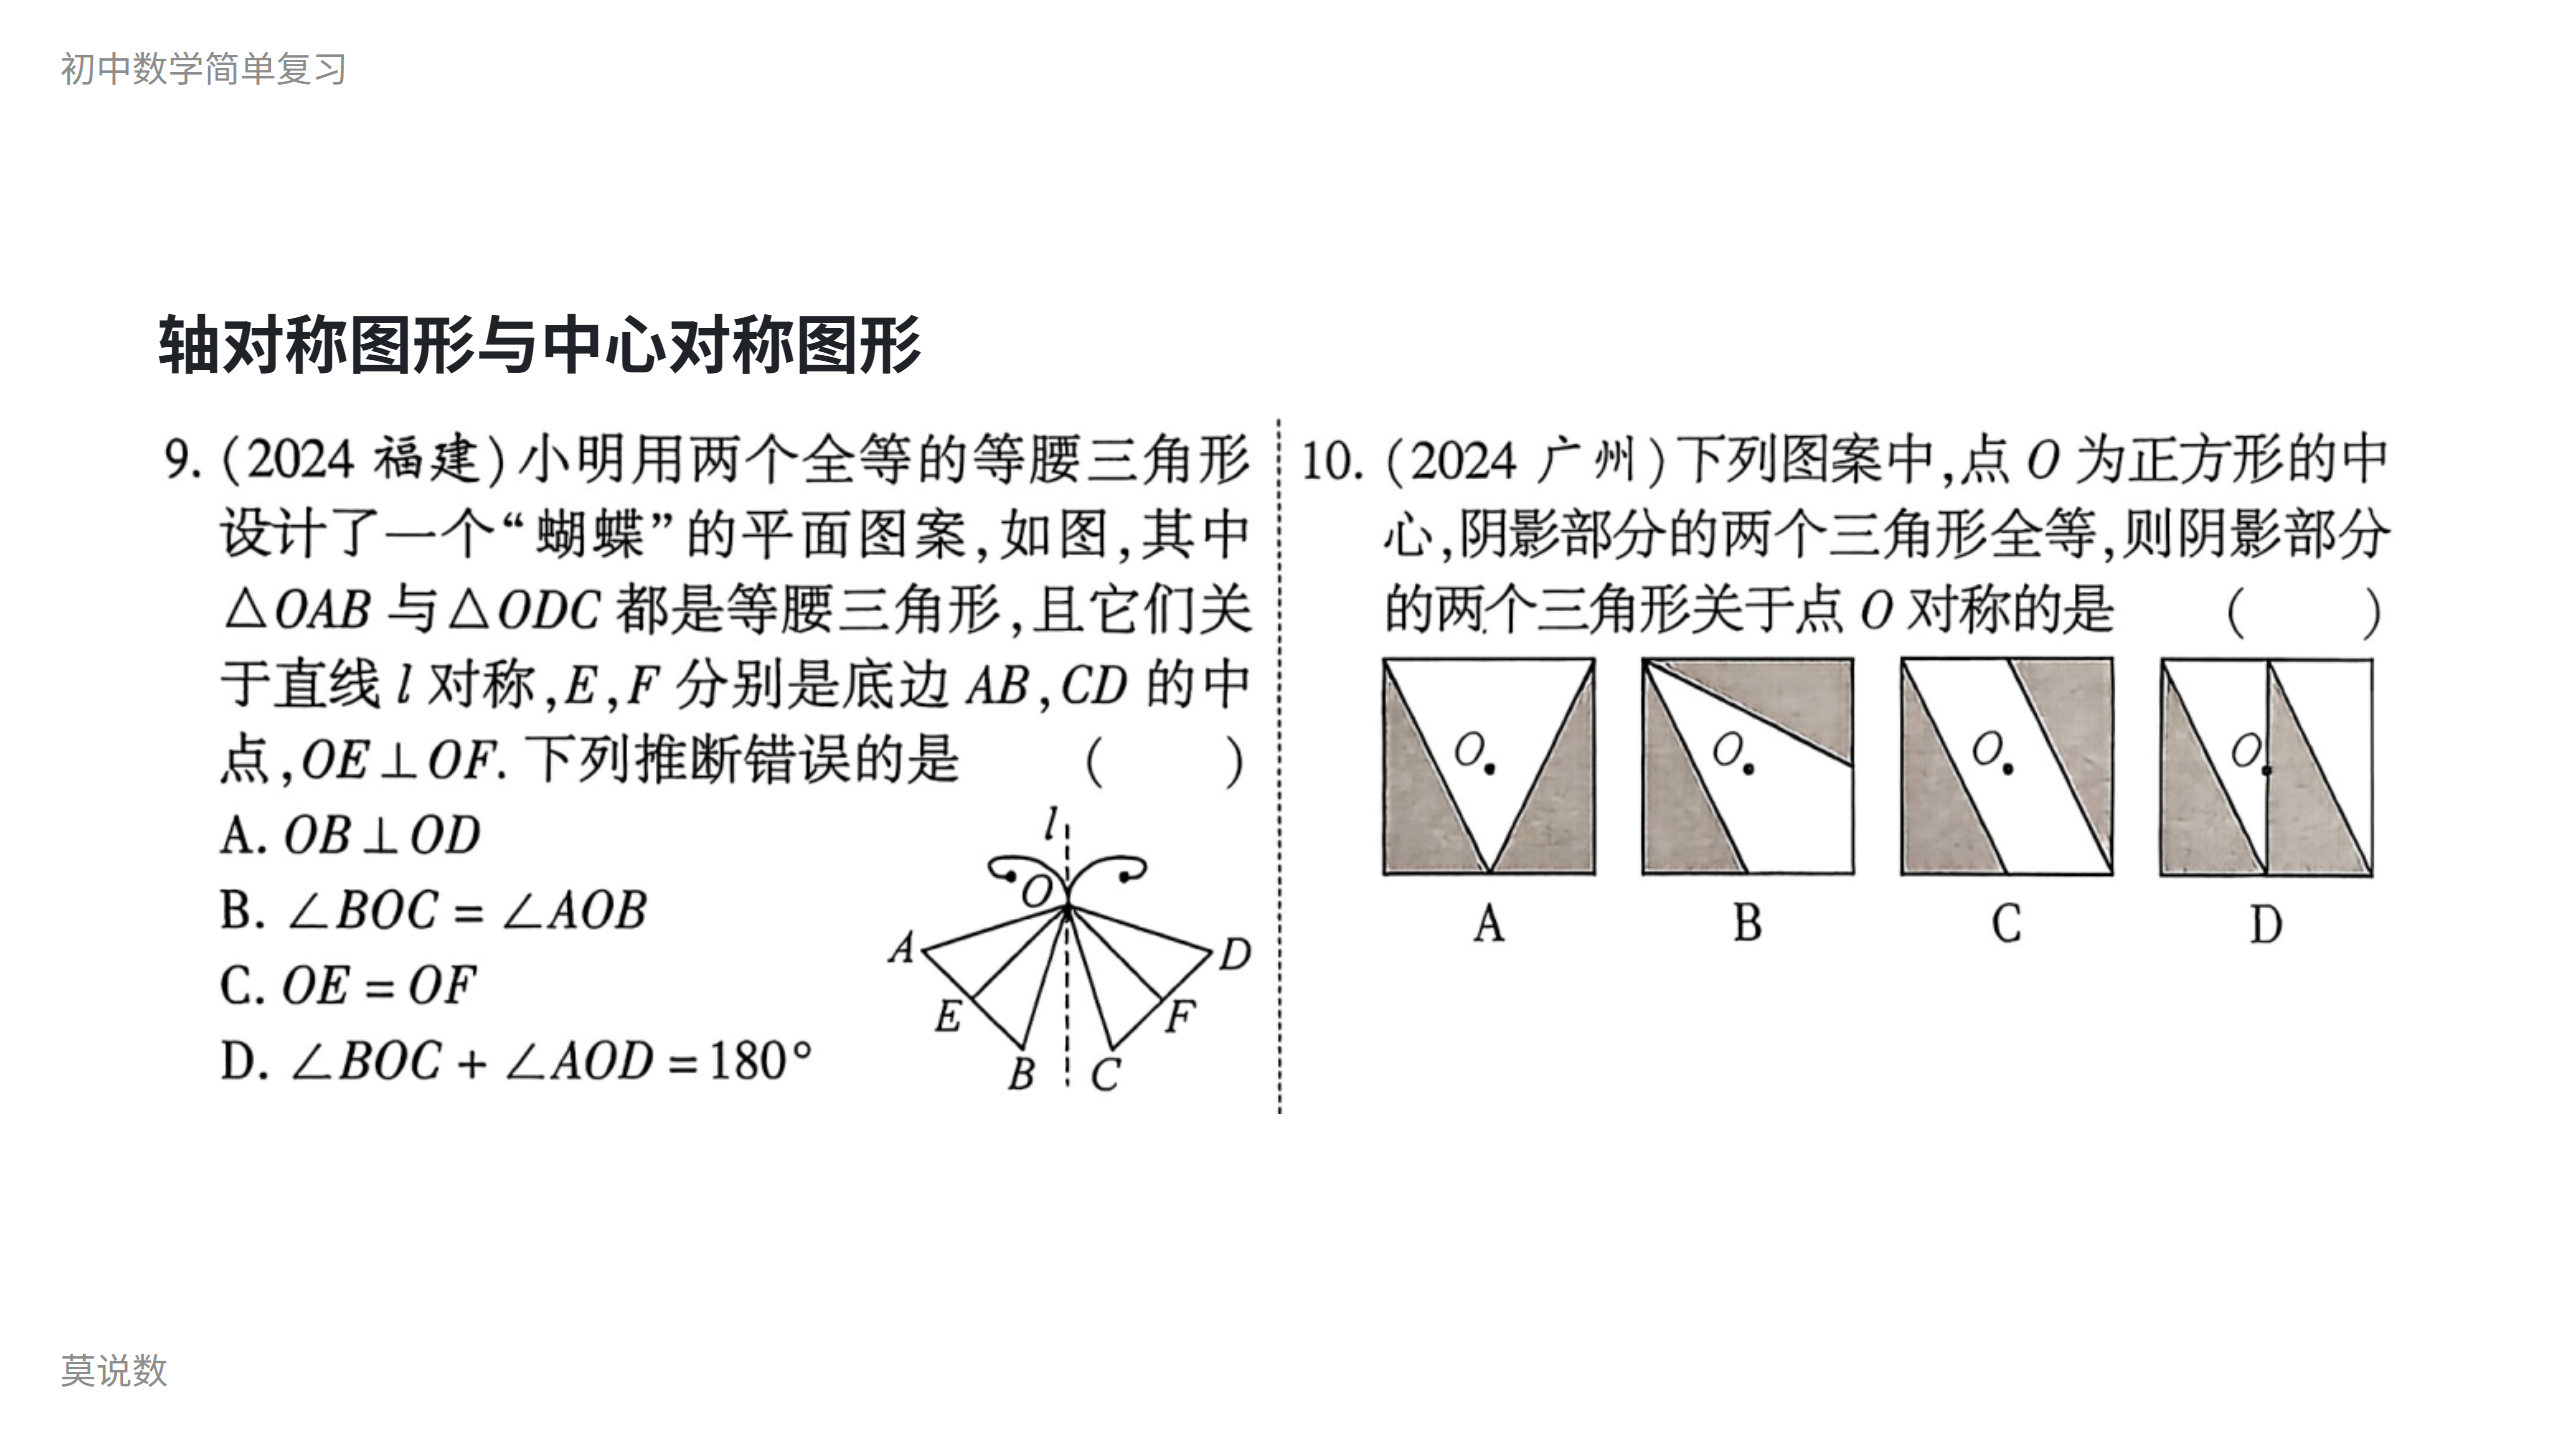 初中数学简单复习
轴对称图形与中心对称图形
9.(2024 福建)小明用两个全等的等腰三角形
设计了一个“蝴蝶”的平面图案,如图,其中
△OAB 与△ODC 都是等腰三角形,且它们关
于直线 l 对称,E,F 分别是底边 AB,CD 的中
点,OE⊥OF. 下列推断错误的是 ( )
A. OB⊥OD
B. ∠BOC = ∠AOB
C. OE = OF
D. ∠BOC + ∠AOD = 180°
l
O
A
D
E
F
B
C
10.(2024 广州)下列图案中,点 O 为正方形的中
心,阴影部分的两个三角形全等,则阴影部分
的两个三角形关于点 O 对称的是 ( )
O O O O
A B C D
莫说数